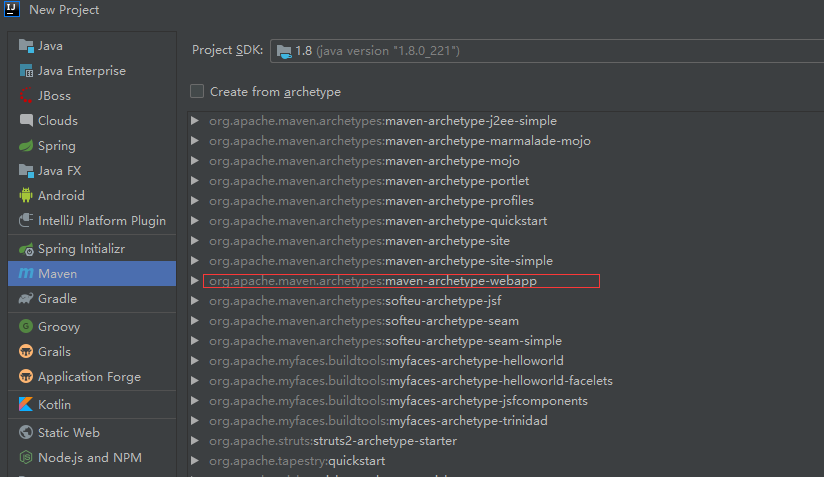 New Project
Java
Java Enterprise
JBoss
Clouds
Spring
Java FX
Android
IntelliJ Platform Plugin
Spring Initializr
Maven
Gradle
Groovy
Grails
Application Forge
Kotlin
Static Web
Node.js and NPM
Project SDK: 1.8 (java version "1.8.0_221")
Create from archetype
org.apache.maven.archetypes:maven-archetype-j2ee-simple
org.apache.maven.archetypes:maven-archetype-marmalade-mojo
org.apache.maven.archetypes:maven-archetype-mojo
org.apache.maven.archetypes:maven-archetype-portlet
org.apache.maven.archetypes:maven-archetype-profiles
org.apache.maven.archetypes:maven-archetype-quickstart
org.apache.maven.archetypes:maven-archetype-site
org.apache.maven.archetypes:maven-archetype-site-simple
org.apache.maven.archetypes:maven-archetype-webapp
org.apache.maven.archetypes:softeu-archetype-jsf
org.apache.maven.archetypes:softeu-archetype-seam
org.apache.maven.archetypes:softeu-archetype-seam-simple
org.apache.myfaces.buildtools:myfaces-archetype-helloworld
org.apache.myfaces.buildtools:myfaces-archetype-helloworld-facelets
org.apache.myfaces.buildtools:myfaces-archetype-jsfcomponents
org.apache.myfaces.buildtools:myfaces-archetype-trinidad
org.apache.struts:struts2-archetype-starter
org.apache.tapestry:quickstart